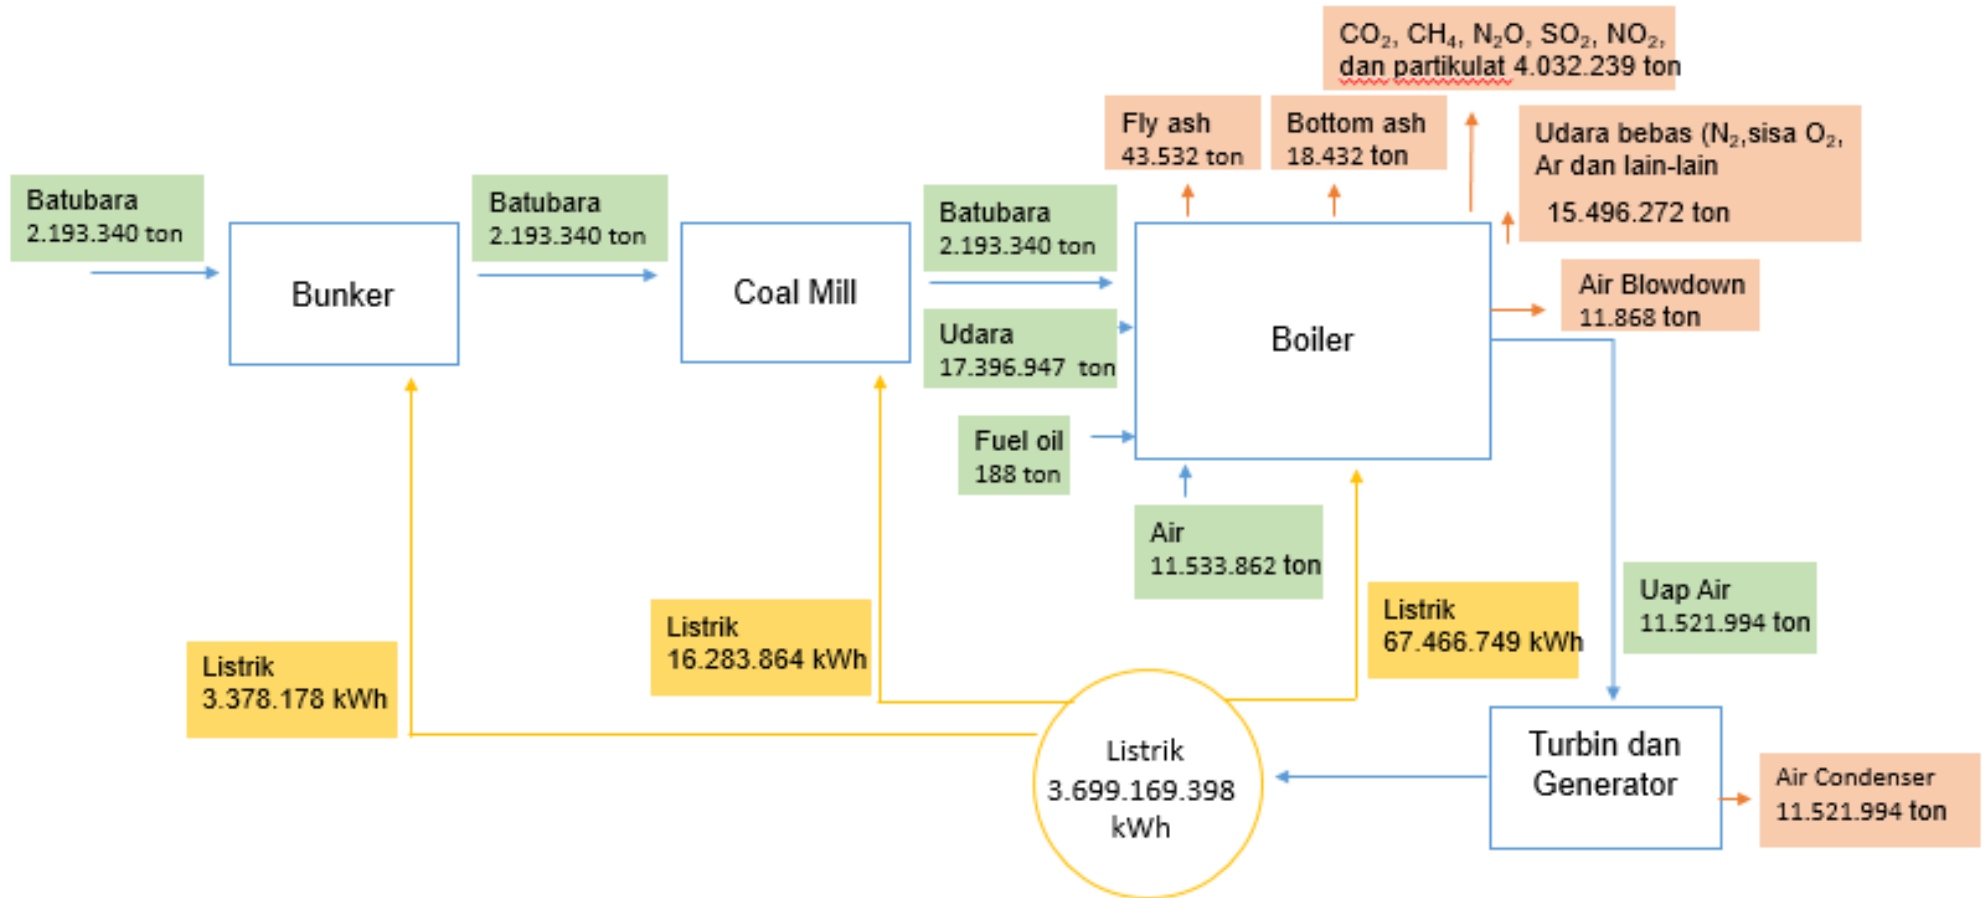 CO₂, CH₄, N₂O, SO₂, NO₂,
dan partikulat 4.032.239 ton
Fly ash
43.532 ton
Bottom ash
18.432 ton
Udara bebas (N₂,sisa O₂,
Ar dan lain-lain
15.496.272 ton
Batubara
2.193.340 ton
Batubara
2.193.340 ton
Batubara
2.193.340 ton
Bunker
Coal Mill
Boiler
Air Blowdown
11.868 ton
Udara
17.396.947 ton
Fuel oil
188 ton
Air
11.533.862 ton
Uap Air
11.521.994 ton
Listrik
67.466.749 kWh
Listrik
16.283.864 kWh
Listrik
3.378.178 kWh
Listrik
3.699.169.398
kWh
Turbin dan
Generator
Air Condenser
11.521.994 ton